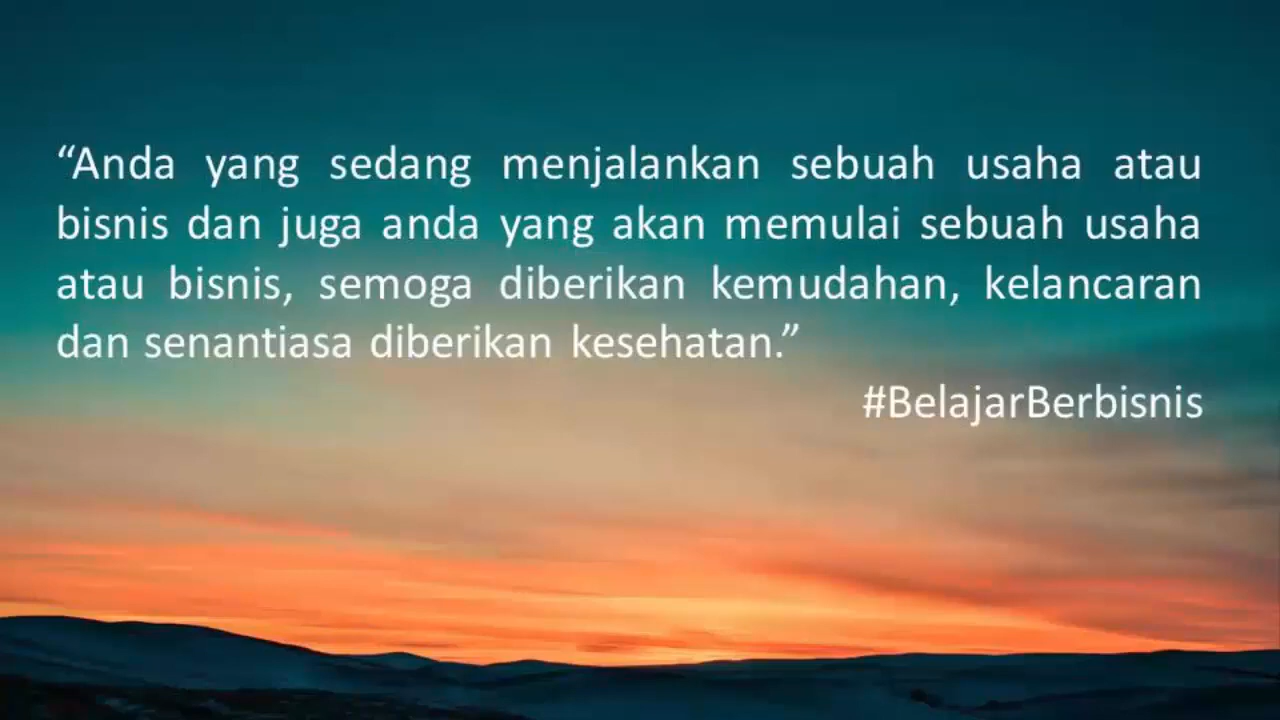 “Anda yang sedang menjalankan sebuah usaha atau
bisnis dan juga anda yang akan memulai sebuah usaha
atau bisnis, semoga diberikan kemudahan, kelancaran
dan senantiasa diberikan kesehatan.”
#BelajarBerbisnis